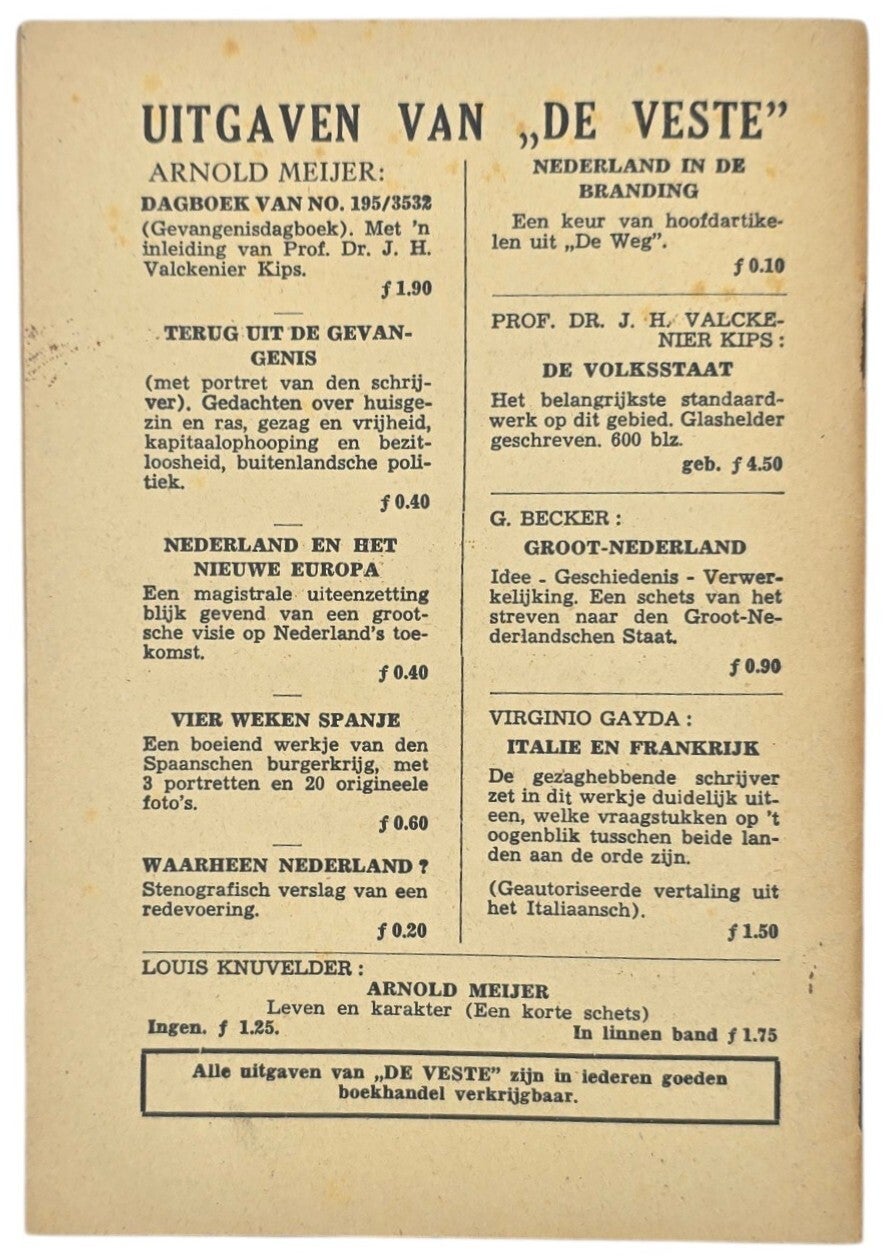 UITGAVEN VAN „DE VESTE”
ARNOLD MEIJER:
DAGBOEK VAN NO. 195/3532
(Gevangenisdagboek). Met 'n
inleiding van Prof. Dr. J. H.
Valckenier Kips.
ƒ 1.90
TERUG UIT DE GEVAN-
GENIS
(met portret van den schrij-
ver). Gedachten over huisge-
zin en ras, gezag en vrijheid,
kapitaalophooping en bezit-
loosheid, buitenlandsche poli-
tiek.
ƒ 0.40
NEDERLAND EN HET
NIEUWE EUROPA
Een magistrale uiteenzetting
blijk gevend van een groot-
sche visie op Nederland's toe-
komst.
ƒ 0.40
VIER WEKEN SPANJE
Een boeiend werkje van den
Spaanschen burgerkrijg, met
3 portretten en 20 origineele
foto's.
ƒ 0.60
WAARHEEN NEDERLAND ?
Stenografisch verslag van een
redevoering.
ƒ 0.20
NEDERLAND IN DE
BRANDING
Een keur van hoofdartike-
len uit „De Weg”.
ƒ 0.10
PROF. DR. J. H. VALCKE-
NIER KIPS :
DE VOLKSSTAAT
Het belangrijkste standaard-
werk op dit gebied. Glashelder
geschreven. 600 blz.
geb. ƒ 4.50
G. BECKER :
GROOT-NEDERLAND
Idee - Geschiedenis - Verwer-
kelijking. Een schets van het
streven naar den Groot-Ne-
derlandschen Staat.
ƒ 0.90
VIRGINIO GAYDA :
ITALIE EN FRANKRIJK
De gezaghebbende schrijver
zet in dit werkje duidelijk uit-
een, welke vraagstukken op 't
oogenblik tusschen beide lan-
den aan de orde zijn.
(Geautoriseerde vertaling uit
het Italiaansch).
ƒ 1.50
LOUIS KNUVELDER :
ARNOLD MEIJER
Leven en karakter (Een korte schets)
Ingen. ƒ 1.25. In linnen band ƒ 1.75
Alle uitgaven van „DE VESTE” zijn in iederen goeden
boekhandel verkrijgbaar.